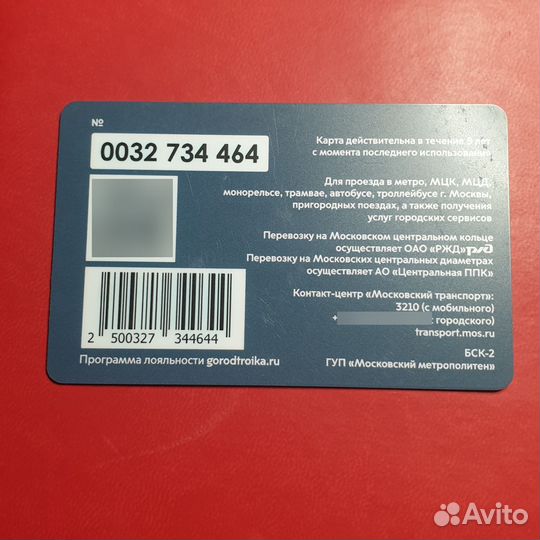 №
0032 734 464
Карта действительна в течение 5 лет
с момента последнего использования
Для проезда в метро, МЦК, МЦД,
монорельсе, трамвае, автобусе, троллейбусе г. Москвы,
пригородных поездах, а также получения
услуг городских сервисов
Перевозку на Московском центральном кольце
осуществляет ОАО «РЖД» РЖД
Перевозку на Московских центральных диаметрах
осуществляет АО «Центральная ППК»
Контакт-центр «Московский транспорт»:
3210 (с мобильного)
+ с городского)
transport.mos.ru
2 500327 344644
Программа лояльности gorodtroika.ru
БСК-2
ГУП «Московский метрополитен»
Avito